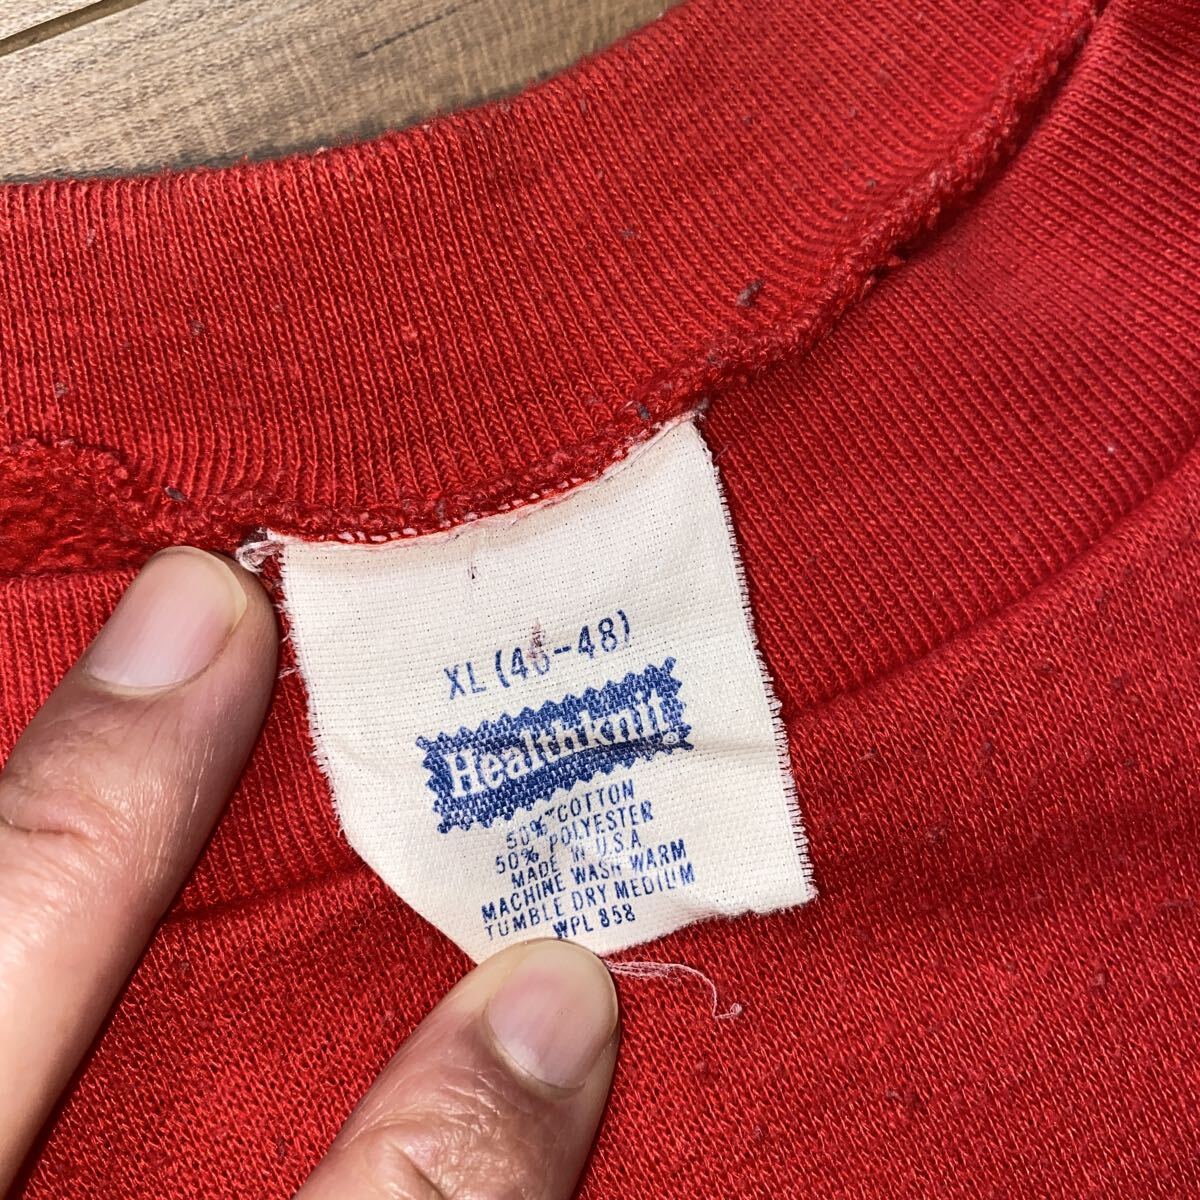 XL (46-48)
Healthknit®
50% COTTON
50% POLYESTER
MADE IN U.S.A
MACHINE WASH WARM
TUMBLE DRY MEDIUM
WPL 858